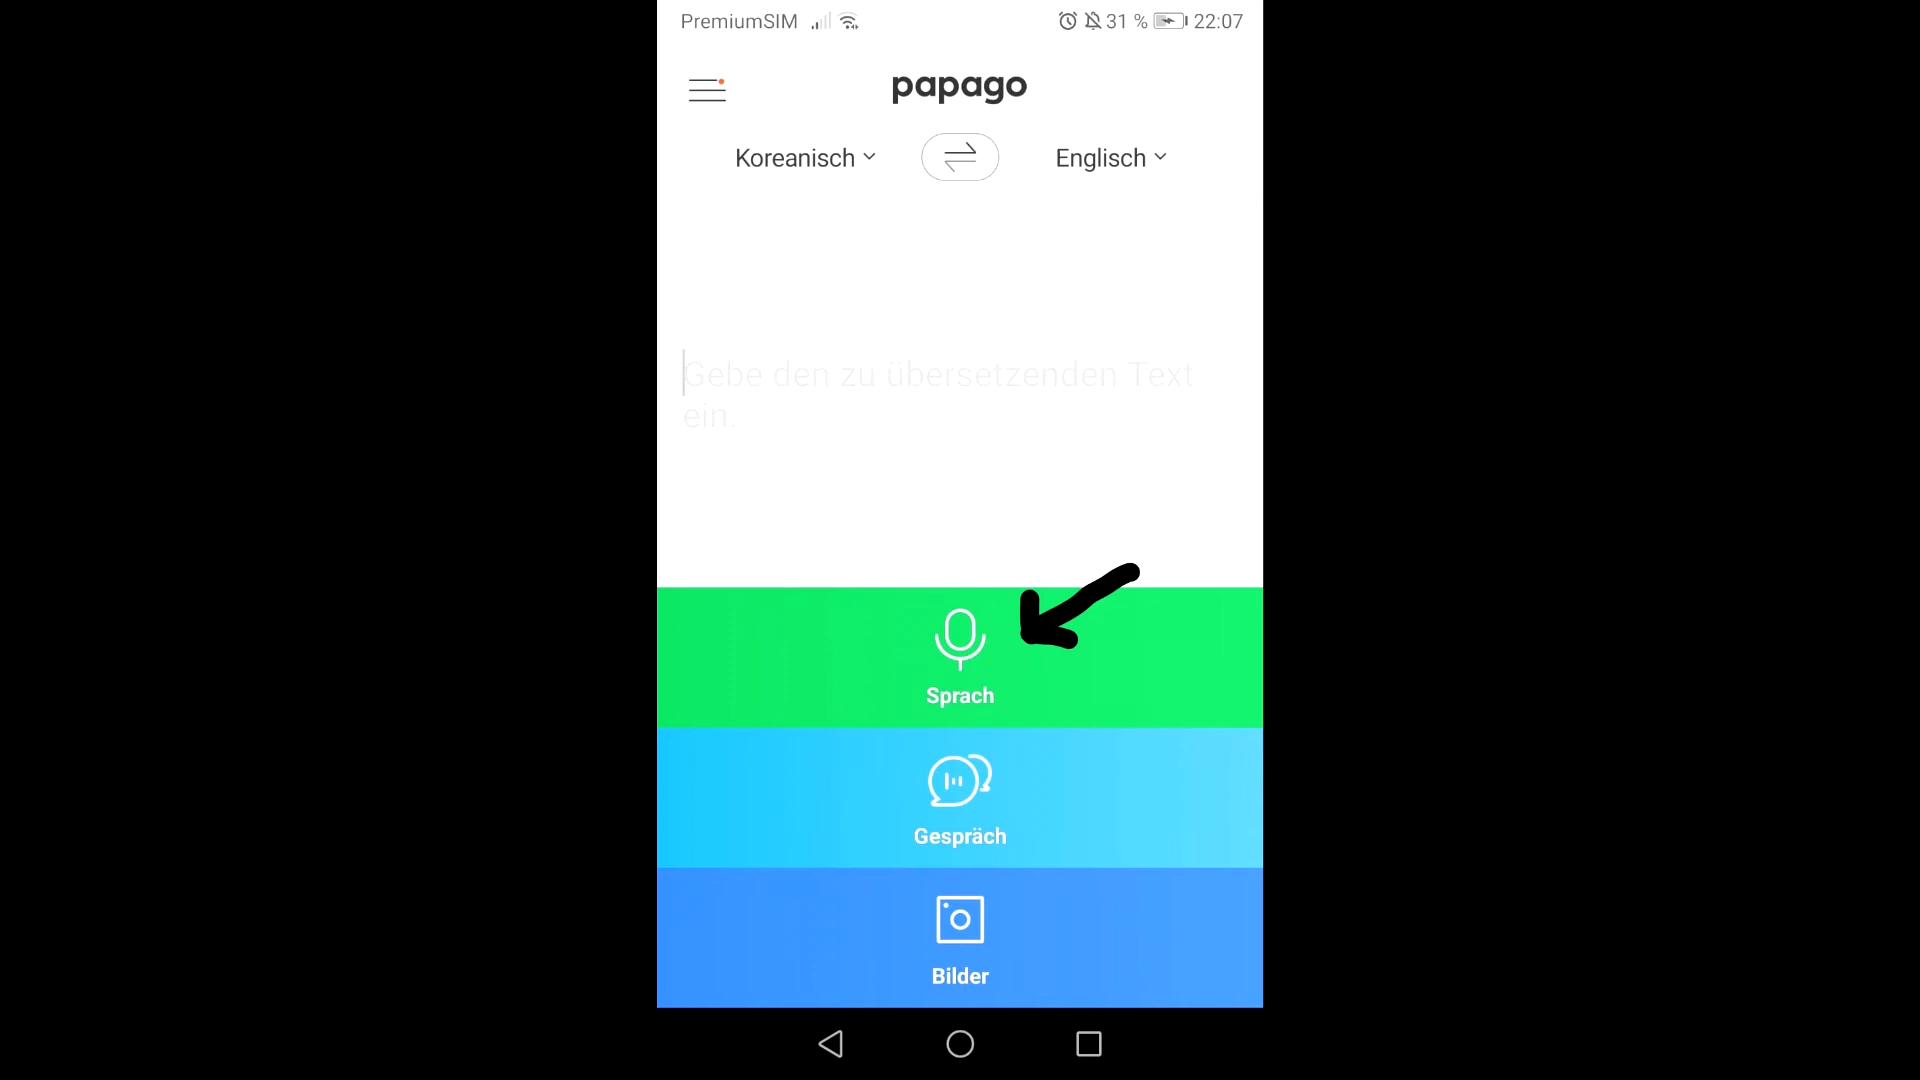 PremiumSIM 31 % 22:07
papago
Koreanisch Englisch
Gebe den zu übersetzenden Text
ein.
Sprach
Gespräch
Bilder